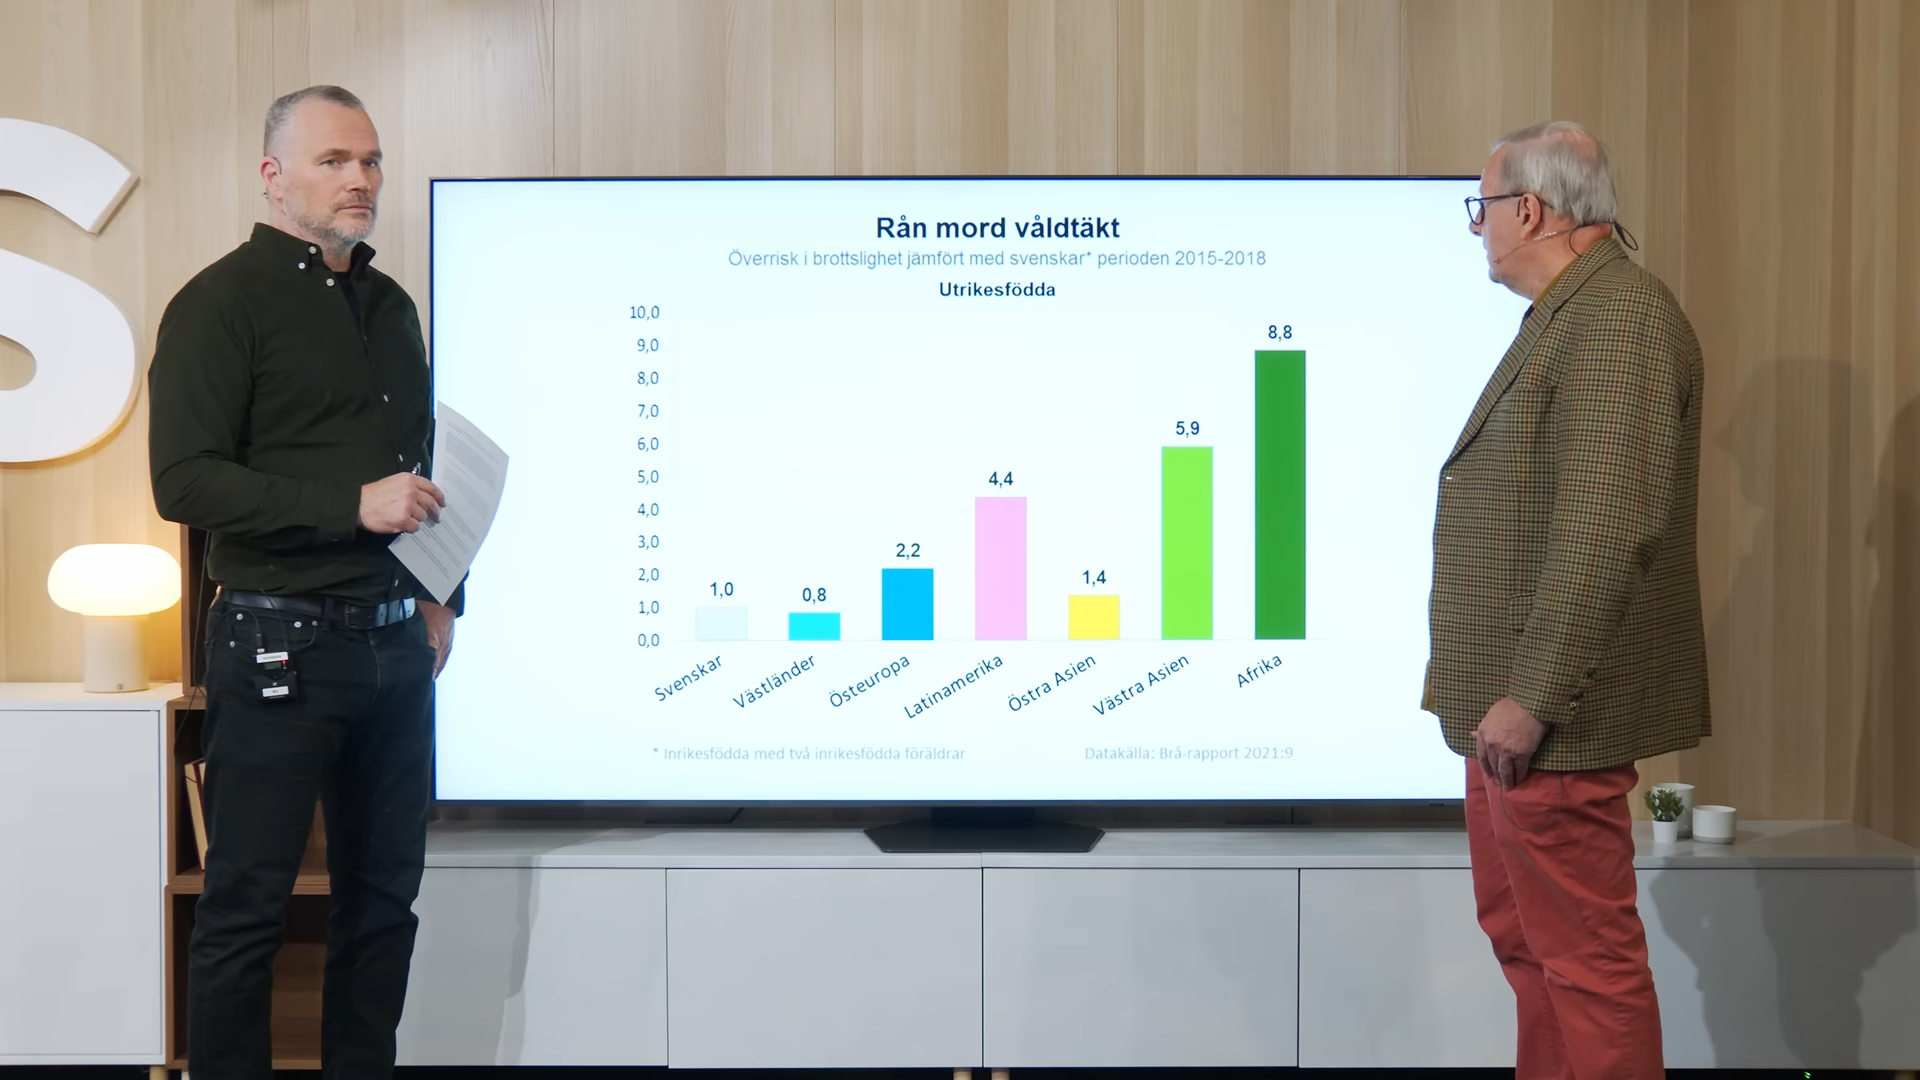 S
Rån mord våldtäkt
Överrisk i brottslighet jämfört med svenskar* perioden 2015-2018
Utrikesfödda
10,0
9,0
8,0
7,0
6,0
5,0
4,0
3,0
2,0
1,0
0,0
1,0
0,8
2,2
4,4
1,4
5,9
8,8
Svenskar
Västländer
Östeuropa
Latinamerika
Östra Asien
Västra Asien
Afrika
* Inrikesfödda med två inrikesfödda föräldrar
Datakälla: Brå-rapport 2021:9